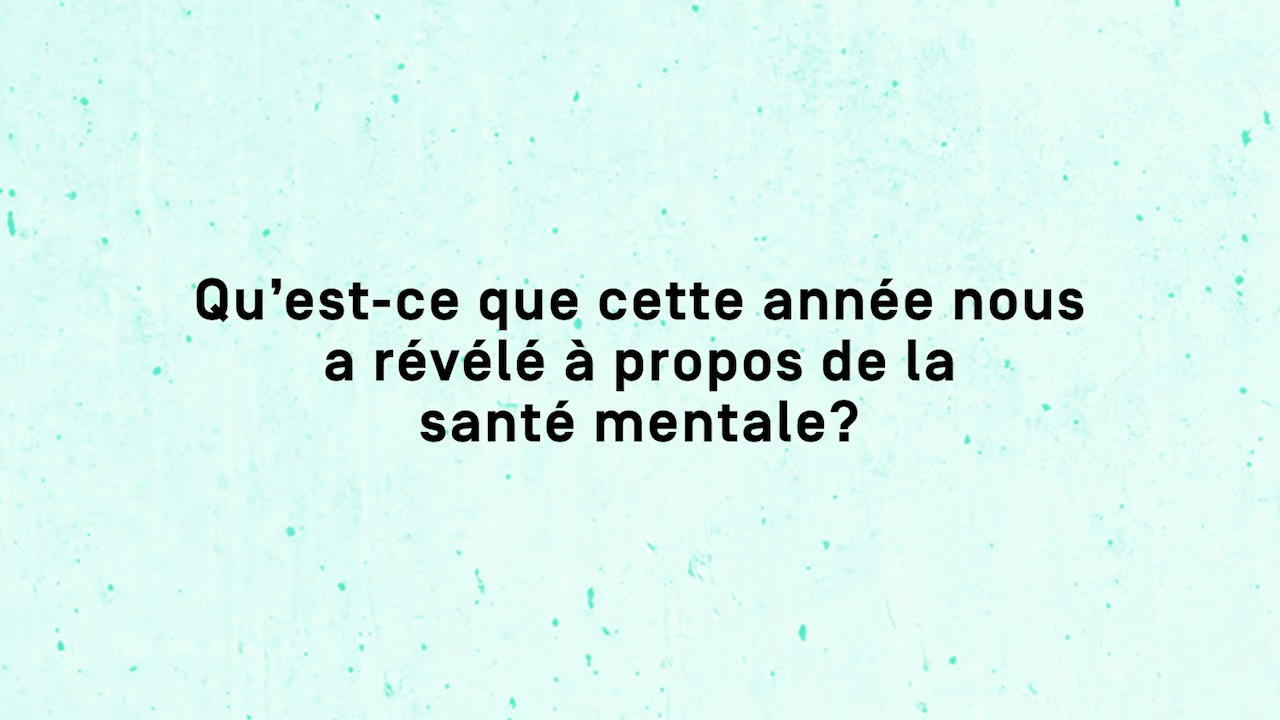 Qu’est-ce que cette année nous
a révélé à propos de la
santé mentale?